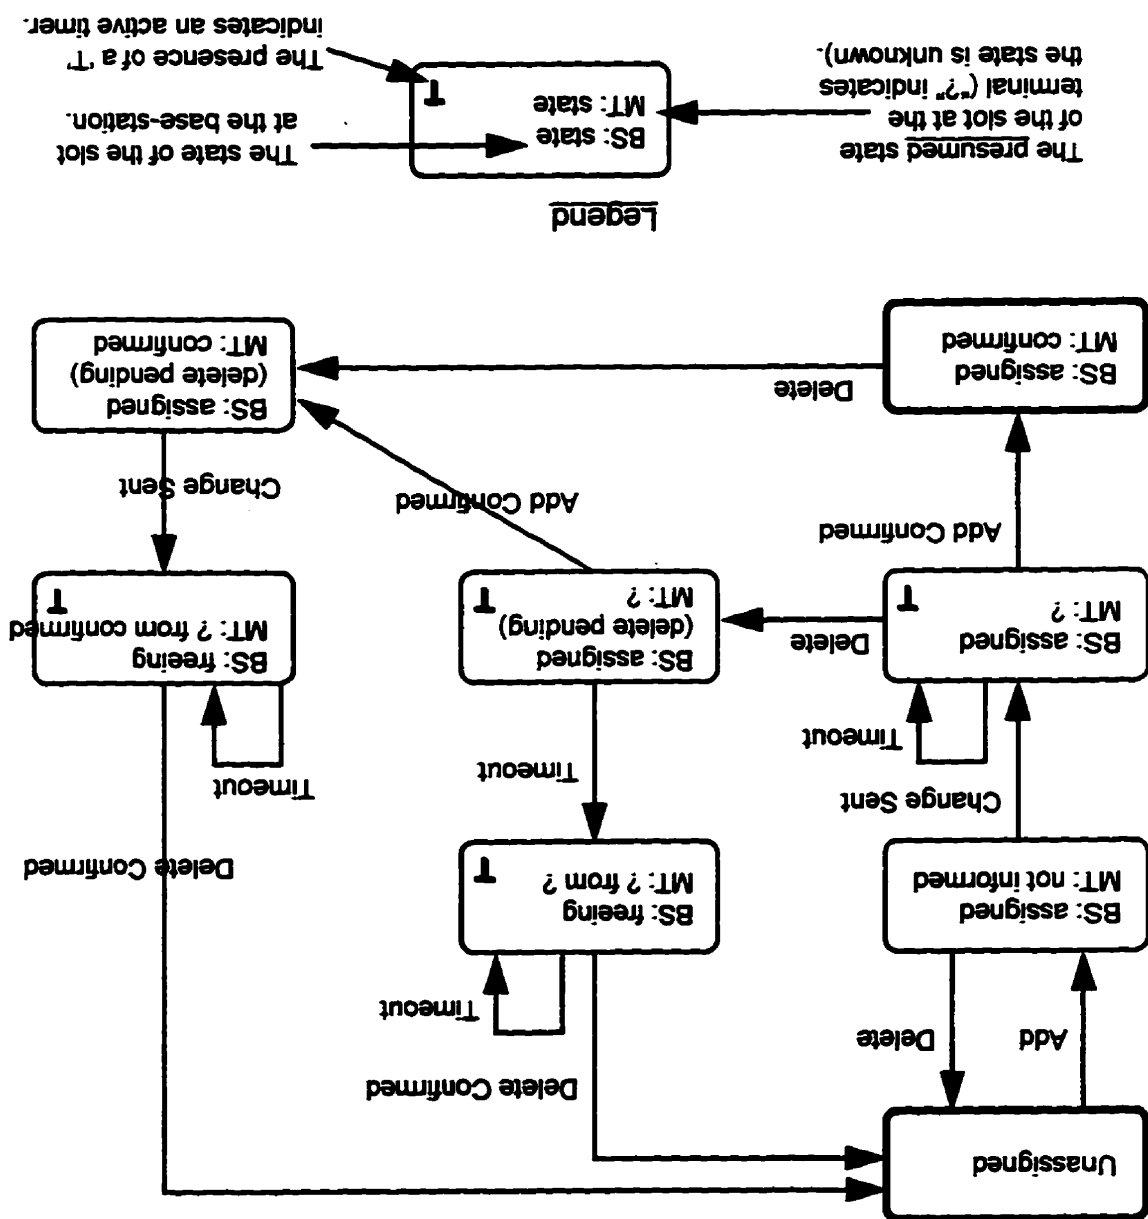 Unassigned
Add
Delete
Delete Confirmed
Timeout
BS: assigned
MT: not informed
BS: freeing
MT: ? from ?
T
Delete Confirmed
Change Sent
Timeout
Timeout
Timeout
BS: assigned
MT: ?
T
Delete
BS: assigned
(delete pending)
MT: ?
T
BS: freeing
MT: ? from confirmed
T
Add Confirmed
Add Confirmed
Change Sent
BS: assigned
MT: confirmed
Delete
BS: assigned
(delete pending)
MT: confirmed
Legend
The presumed state
of the slot at the
terminal ("?" indicates
the state is unknown).
BS: state
MT: state
T
The state of the slot
at the base-station.
The presence of a 'T'
indicates an active timer.